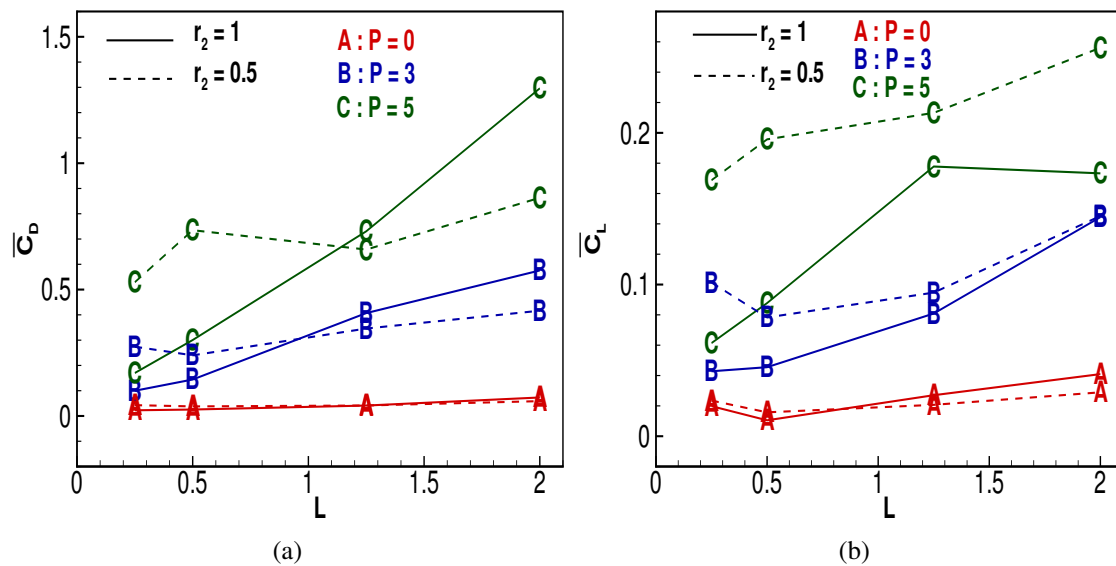 r₂ = 1
r₂ = 0.5
A : P = 0
B : P = 3
C : P = 5
1.5
1
0.5
0
C̅_D
C
C
C
C
C
C
C
C
B
B
B
B
B
B
B
B
A
A
A
A
A
A
A
A
0 0.5 1 1.5 2
L
(a)
r₂ = 1
r₂ = 0.5
A : P = 0
B : P = 3
C : P = 5
0.2
0.1
0
C̅_L
C
C
C
C
C
C
C
C
B
B
B
B
B
B
B
B
A
A
A
A
A
A
A
A
0 0.5 1 1.5 2
L
(b)